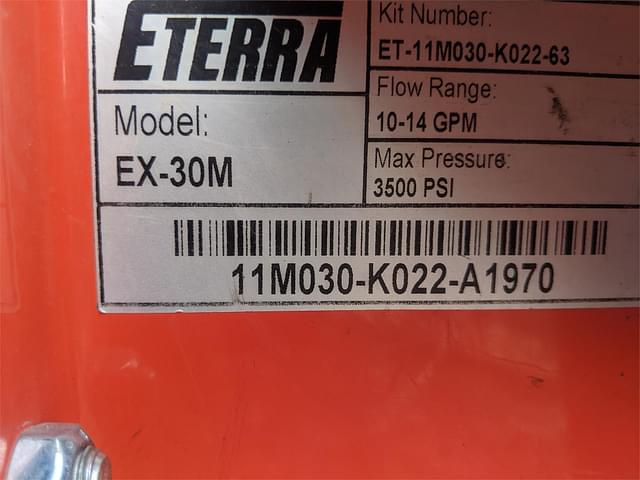 ETERRA
Model:
EX-30M
Kit Number:
ET-11M030-K022-63
Flow Range:
10-14 GPM
Max Pressure:
3500 PSI
11M030-K022-A1970